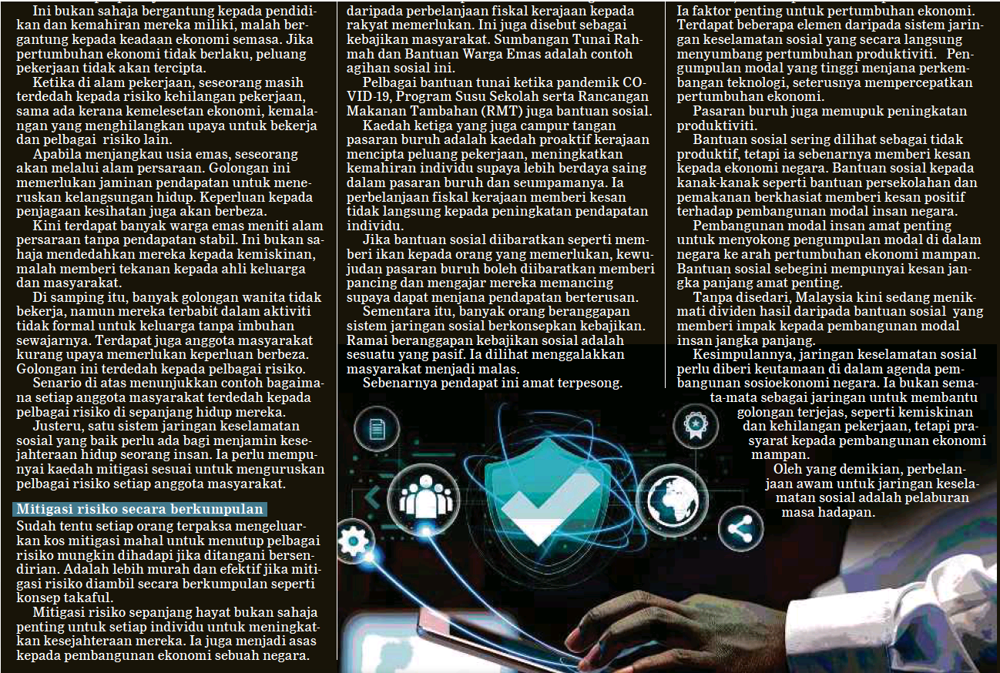 Ini bukan sahaja bergantung kepada pendidi-
kan dan kemahiran mereka miliki, malah ber-
gantung kepada keadaan ekonomi semasa. Jika
pertumbuhan ekonomi tidak berlaku, peluang
pekerjaan tidak akan tercipta.
Ketika di alam pekerjaan, seseorang masih
terdedah kepada risiko kehilangan pekerjaan,
sama ada kerana kemelesetan ekonomi, kemala-
ngan yang menghilangkan upaya untuk bekerja
dan pelbagai risiko lain.
Apabila menjangkau usia emas, seseorang
akan melalui alam persaraan. Golongan ini
memerlukan jaminan pendapatan untuk mene-
ruskan kelangsungan hidup. Keperluan kepada
penjagaan kesihatan juga akan berbeza.
Kini terdapat banyak warga emas meniti alam
persaraan tanpa pendapatan stabil. Ini bukan sa-
haja mendedahkan mereka kepada kemiskinan,
malah memberi tekanan kepada ahli keluarga
dan masyarakat.
Di samping itu, banyak golongan wanita tidak
bekerja, namun mereka terbabit dalam aktiviti
tidak formal untuk keluarga tanpa imbuhan
sewajarnya. Terdapat juga anggota masyarakat
kurang upaya memerlukan keperluan berbeza.
Golongan ini terdedah kepada pelbagai risiko.
Senario di atas menunjukkan contoh bagaima-
na setiap anggota masyarakat terdedah kepada
pelbagai risiko di sepanjang hidup mereka.
Justeru, satu sistem jaringan keselamatan
sosial yang baik perlu ada bagi menjamin kese-
jahteraan hidup seorang insan. Ia perlu mempu-
nyai kaedah mitigasi sesuai untuk menguruskan
pelbagai risiko setiap anggota masyarakat.
Mitigasi risiko secara berkumpulan
Sudah tentu setiap orang terpaksa mengeluar-
kan kos mitigasi mahal untuk menutup pelbagai
risiko mungkin dihadapi jika ditangani bersen-
dirian. Adalah lebih murah dan efektif jika miti-
gasi risiko diambil secara berkumpulan seperti
konsep takaful.
Mitigasi risiko sepanjang hayat bukan sahaja
penting untuk setiap individu untuk meningkat-
kan kesejahteraan mereka. Ia juga menjadi asas
kepada pembangunan ekonomi sebuah negara.
daripada perbelanjaan fiskal kerajaan kepada
rakyat memerlukan. Ini juga disebut sebagai
kebajikan masyarakat. Sumbangan Tunai Rah-
mah dan Bantuan Warga Emas adalah contoh
agihan sosial ini.
Pelbagai bantuan tunai ketika pandemik CO-
VID-19, Program Susu Sekolah serta Rancangan
Makanan Tambahan (RMT) juga bantuan sosial.
Kaedah ketiga yang juga campur tangan
pasaran buruh adalah kaedah proaktif kerajaan
mencipta peluang pekerjaan, meningkatkan
kemahiran individu supaya lebih berdaya saing
dalam pasaran buruh dan seumpamanya. Ia
perbelanjaan fiskal kerajaan memberi kesan
tidak langsung kepada peningkatan pendapatan
individu.
Jika bantuan sosial diibaratkan seperti mem-
beri ikan kepada orang yang memerlukan, kewu-
judan pasaran buruh boleh diibaratkan memberi
pancing dan mengajar mereka memancing
supaya dapat menjana pendapatan berterusan.
Sementara itu, banyak orang beranggapan
sistem jaringan sosial berkonsepkan kebajikan.
Ramai beranggapan kebajikan sosial adalah
sesuatu yang pasif. Ia dilihat menggalakkan
masyarakat menjadi malas.
Sebenarnya pendapat ini amat terpesong.
Ia faktor penting untuk pertumbuhan ekonomi.
Terdapat beberapa elemen daripada sistem jarin-
gan keselamatan sosial yang secara langsung
menyumbang pertumbuhan produktiviti. Pen-
gumpulan modal yang tinggi menjana perkem-
bangan teknologi, seterusnya mempercepatkan
pertumbuhan ekonomi.
Pasaran buruh juga memupuk peningkatan
produktiviti.
Bantuan sosial sering dilihat sebagai tidak
produktif, tetapi ia sebenarnya memberi kesan
kepada ekonomi negara. Bantuan sosial kepada
kanak-kanak seperti bantuan persekolahan dan
pemakanan berkhasiat memberi kesan positif
terhadap pembangunan modal insan negara.
Pembangunan modal insan amat penting
untuk menyokong pengumpulan modal di dalam
negara ke arah pertumbuhan ekonomi mampan.
Bantuan sosial sebegini mempunyai kesan jan-
gka panjang amat penting.
Tanpa disedari, Malaysia kini sedang menik-
mati dividen hasil daripada bantuan sosial yang
memberi impak kepada pembangunan modal
insan jangka panjang.
Kesimpulannya, jaringan keselamatan sosial
perlu diberi keutamaan di dalam agenda pem-
bangunan sosioekonomi negara. Ia bukan sema-
ta-mata sebagai jaringan untuk membantu
golongan terjejas, seperti kemiskinan
dan kehilangan pekerjaan, tetapi pra-
syarat kepada pembangunan ekonomi
mampan.
Oleh yang demikian, perbelan-
jaan awam untuk jaringan kesela-
matan sosial adalah pelaburan
masa hadapan.